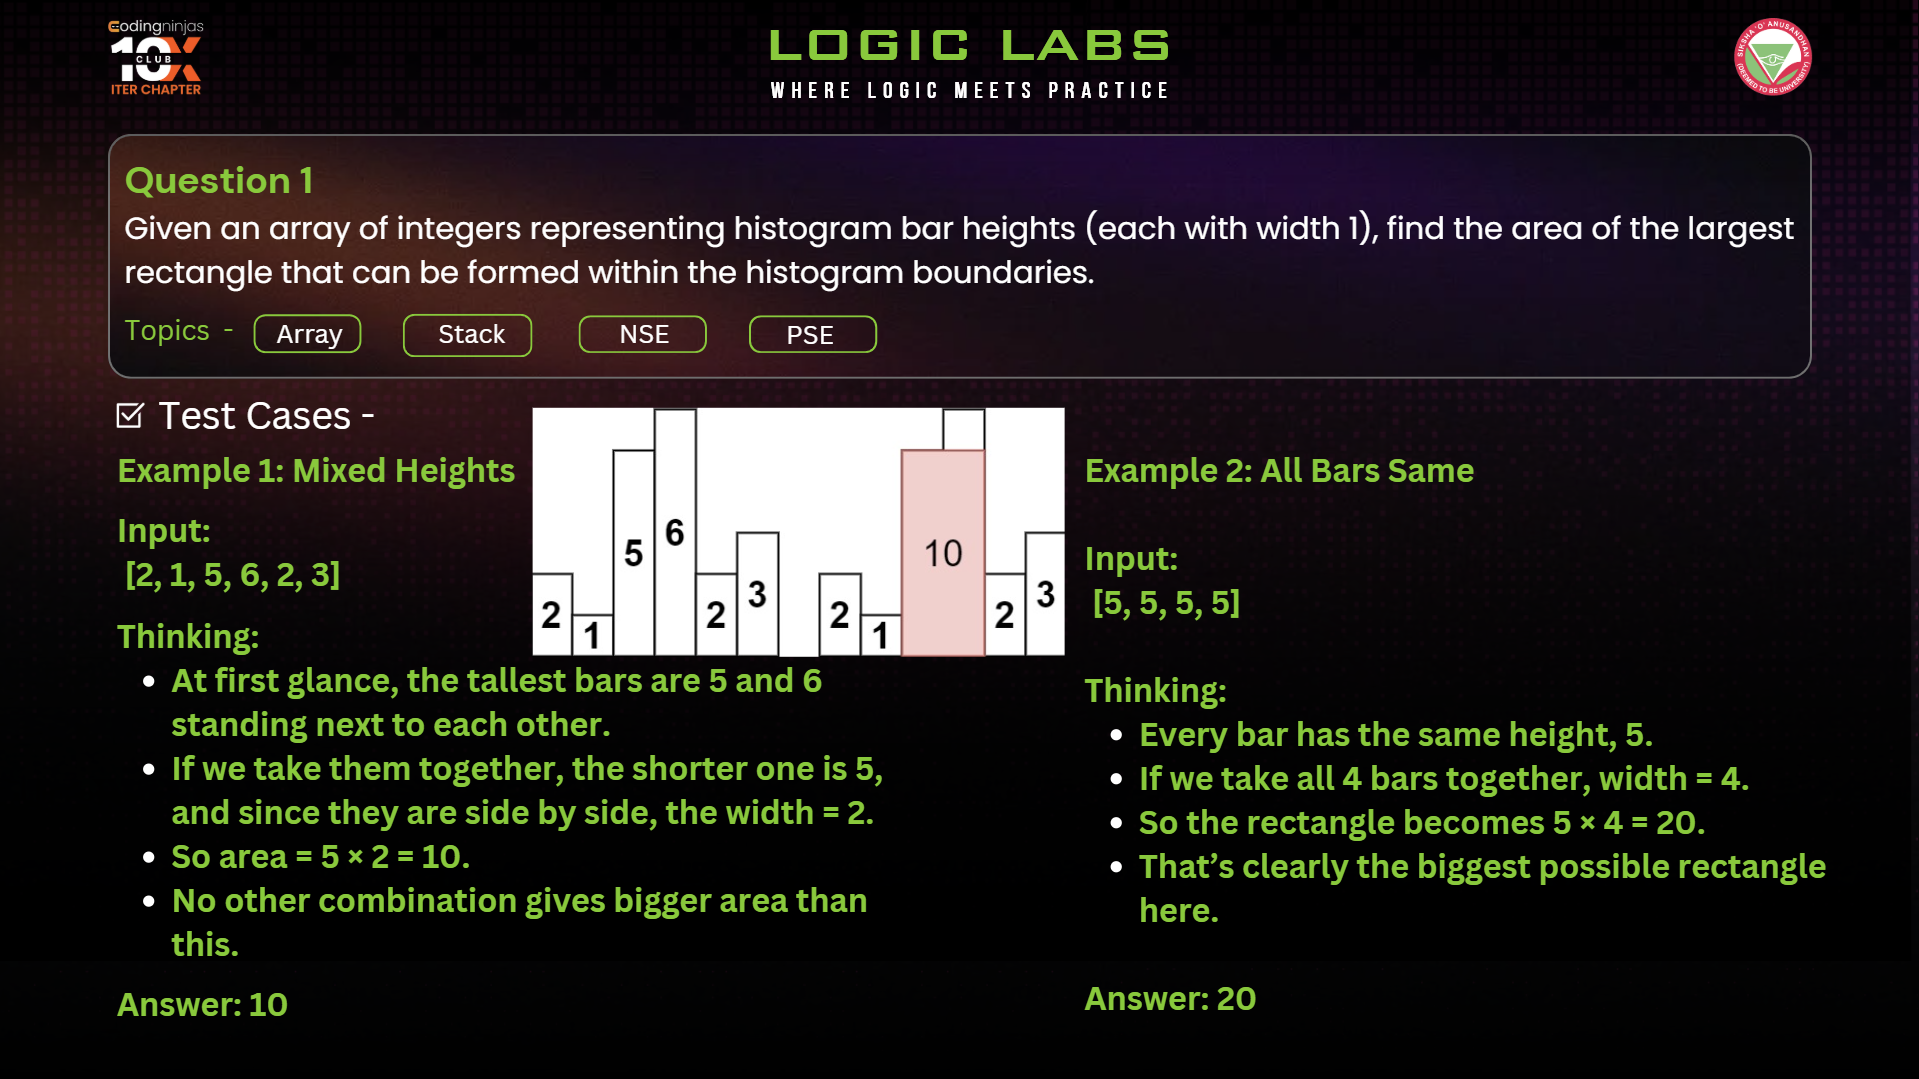 Codingninjas
10X
CLUB
ITER CHAPTER
LOGIC LABS
WHERE LOGIC MEETS PRACTICE
SIKSHA 'O' ANUSANDHAN
(DEEMED TO BE UNIVERSITY)
Question 1
Given an array of integers representing histogram bar heights (each with width 1), find the area of the largest
rectangle that can be formed within the histogram boundaries.
Topics -
Array
Stack
NSE
PSE
Test Cases -
Example 1: Mixed Heights
Input:
[2, 1, 5, 6, 2, 3]
Thinking:
• At first glance, the tallest bars are 5 and 6
standing next to each other.
• If we take them together, the shorter one is 5,
and since they are side by side, the width = 2.
• So area = 5 × 2 = 10.
• No other combination gives bigger area than
this.
Answer: 10
2
1
5
6
2
3
2
1
10
2
3
Example 2: All Bars Same
Input:
[5, 5, 5, 5]
Thinking:
• Every bar has the same height, 5.
• If we take all 4 bars together, width = 4.
• So the rectangle becomes 5 × 4 = 20.
• That’s clearly the biggest possible rectangle
here.
Answer: 20